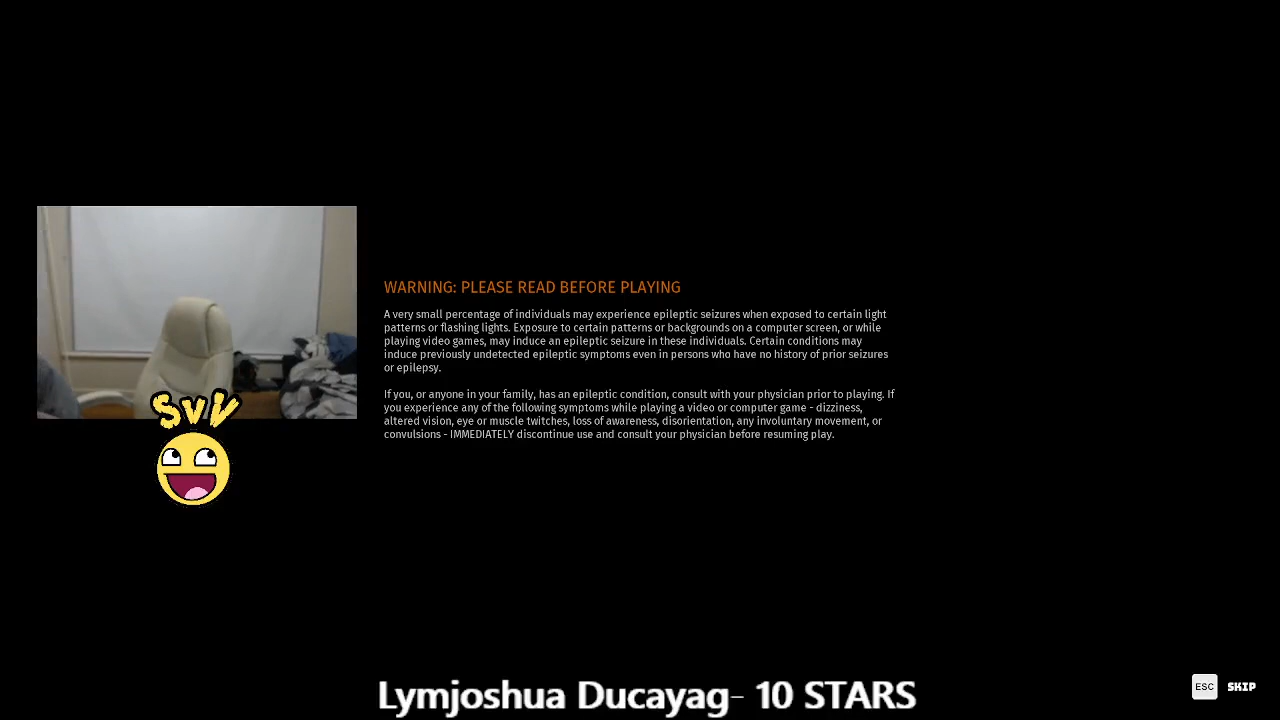 WARNING: PLEASE READ BEFORE PLAYING
A very small percentage of individuals may experience epileptic seizures when exposed to certain light
patterns or flashing lights. Exposure to certain patterns or backgrounds on a computer screen, or while
playing video games, may induce an epileptic seizure in these individuals. Certain conditions may
induce previously undetected epileptic symptoms even in persons who have no history of prior seizures
or epilepsy.
If you, or anyone in your family, has an epileptic condition, consult with your physician prior to playing. If
you experience any of the following symptoms while playing a video or computer game - dizziness,
altered vision, eye or muscle twitches, loss of awareness, disorientation, any involuntary movement, or
convulsions - IMMEDIATELY discontinue use and consult your physician before resuming play.
SVV
Lymjoshua Ducayag- 10 STARS
ESC SKIP